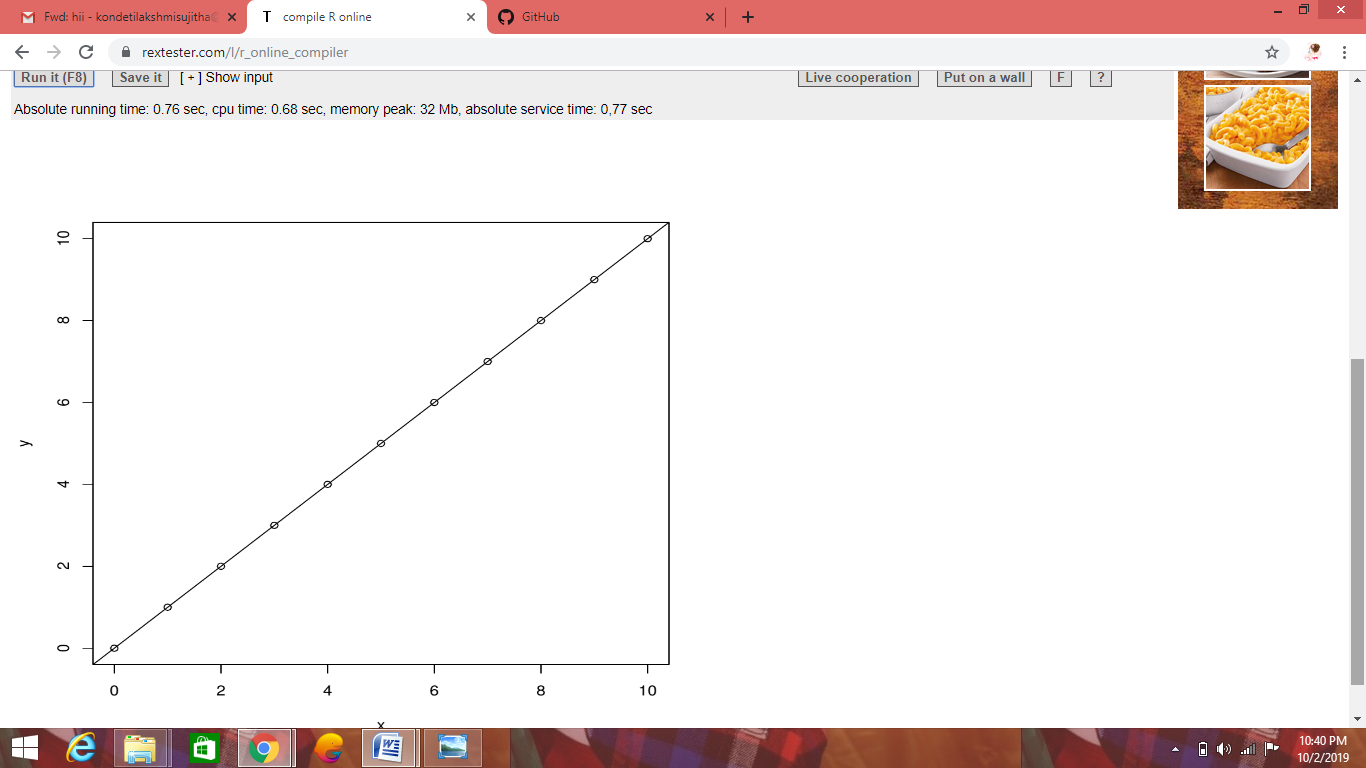 Fwd: hii - kondetilakshmisujitha@
compile R online
GitHub
rextester.com/l/r_online_compiler
Run it (F8) Save it [ + ] Show input Live cooperation Put on a wall F ?
Absolute running time: 0.76 sec, cpu time: 0.68 sec, memory peak: 32 Mb, absolute service time: 0,77 sec
10
8
6
4
2
0
y
0 2 4 6 8 10
x
10:40 PM
10/2/2019